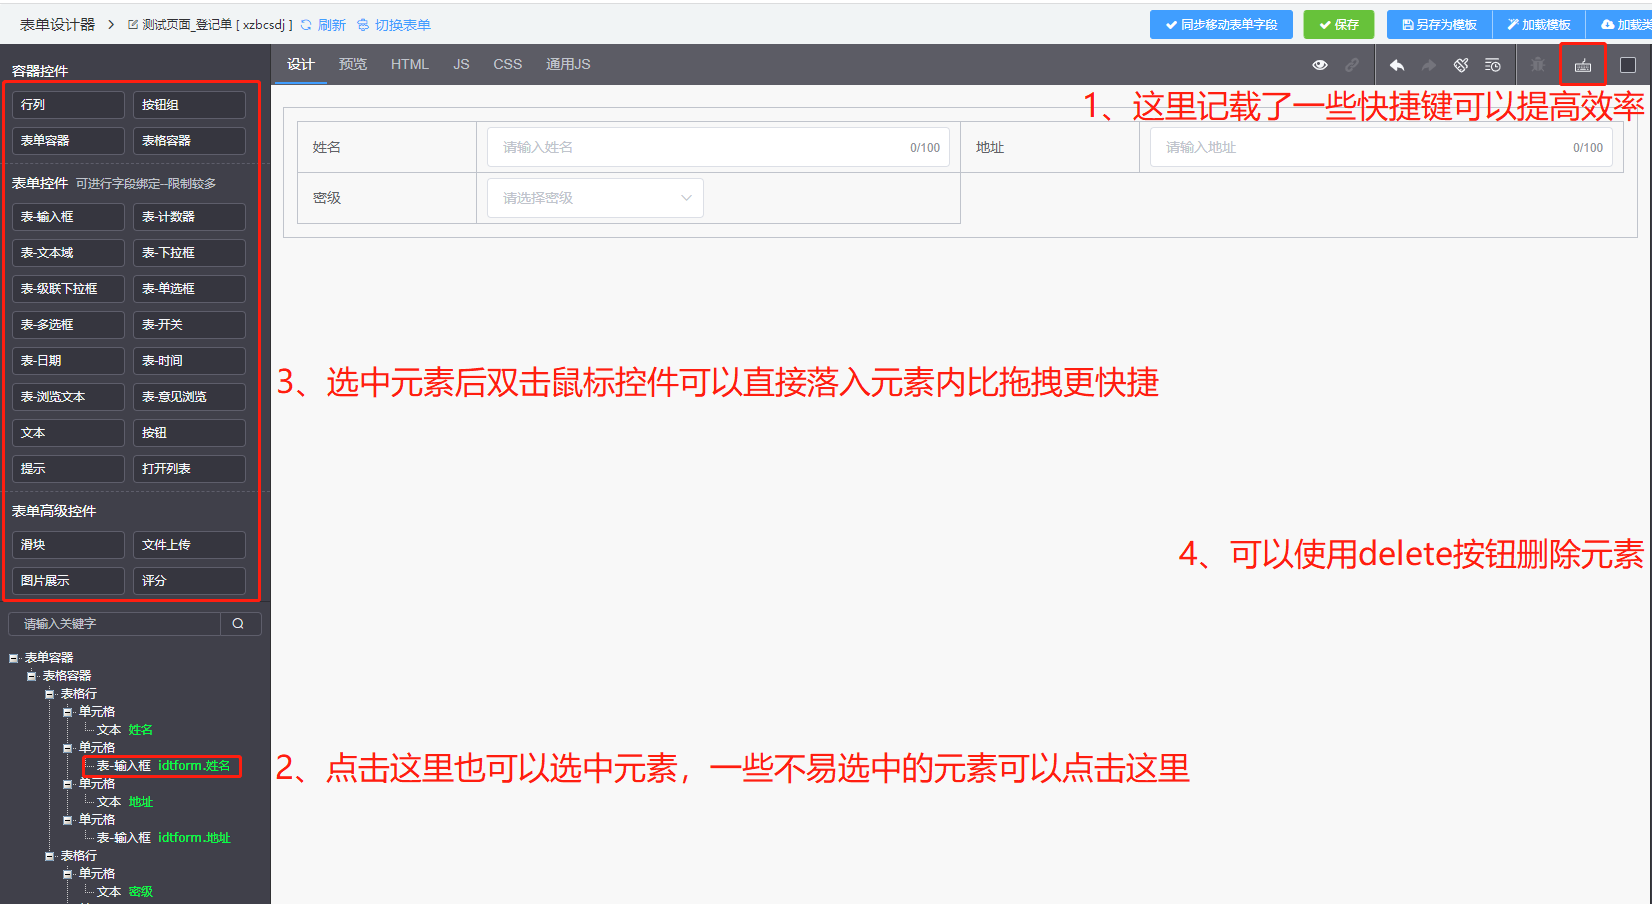 表单设计器 > 测试页面_登记单 [ xzbcsdj ] 刷新 切换表单
同步移动表单字段 保存 另存为模板 加载模板 加载类
容器控件
设计 预览 HTML JS CSS 通用JS
1、这里记载了一些快捷键可以提高效率
行列 按钮组
表单容器 表格容器
姓名 请输入姓名 0/100 地址 请输入地址 0/100
密级 请选择密级
表单控件 可进行字段绑定--限制较多
表-输入框 表-计数器
表-文本域 表-下拉框
表-级联下拉框 表-单选框
表-多选框 表-开关
表-日期 表-时间
3、选中元素后双击鼠标控件可以直接落入元素内比拖拽更快捷
表-浏览文本 表-意见浏览
文本 按钮
提示 打开列表
表单高级控件
滑块 文件上传
4、可以使用delete按钮删除元素
图片展示 评分
请输入关键字
表单容器
表格容器
表格行
单元格
文本 姓名
单元格
表-输入框 idtform.姓名
2、点击这里也可以选中元素，一些不易选中的元素可以点击这里
单元格
文本 地址
单元格
表-输入框 idtform.地址
表格行
单元格
文本 密级